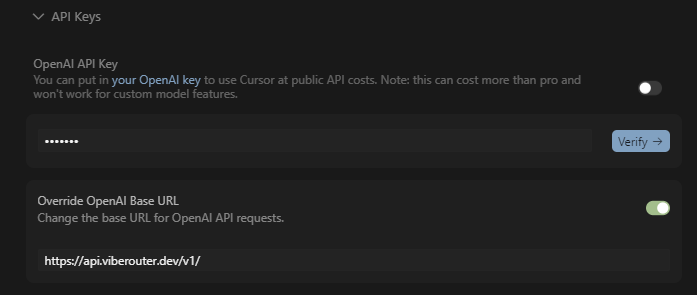 API Keys
OpenAI API Key
You can put in your OpenAI key to use Cursor at public API costs. Note: this can cost more than pro and
won't work for custom model features.
•••••••
Verify →
Override OpenAI Base URL
Change the base URL for OpenAI API requests.
https://api.viberouter.dev/v1/